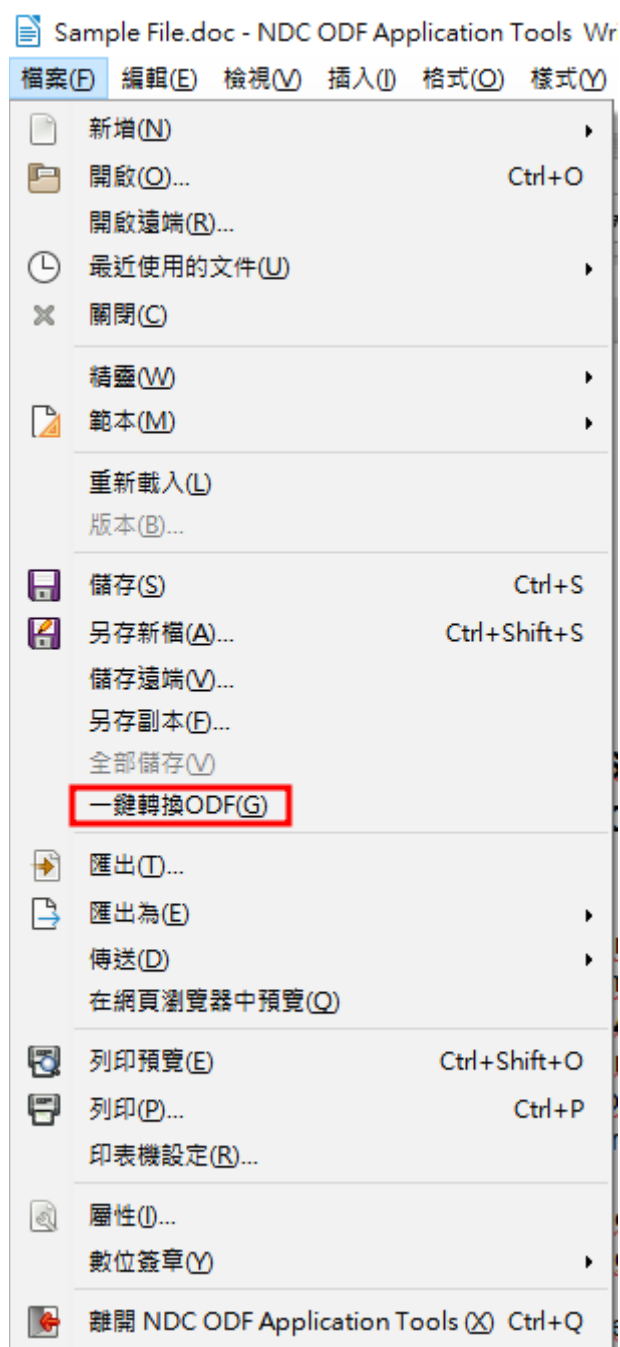 Sample File.doc - NDC ODF Application Tools Wr
檔案(F) 編輯(E) 檢視(V) 插入(I) 格式(O) 樣式(Y)
新增(N)
開啟(O)... Ctrl+O
開啟遠端(R)...
最近使用的文件(U)
關閉(C)
精靈(W)
範本(M)
重新載入(L)
版本(B)...
儲存(S) Ctrl+S
另存新檔(A)... Ctrl+Shift+S
儲存遠端(V)...
另存副本(F)...
全部儲存(V)
一鍵轉換ODF(G)
匯出(T)...
匯出為(E)
傳送(D)
在網頁瀏覽器中預覽(Q)
列印預覽(E) Ctrl+Shift+O
列印(P)... Ctrl+P
印表機設定(R)...
屬性(I)...
數位簽章(Y)
離開 NDC ODF Application Tools (X) Ctrl+Q